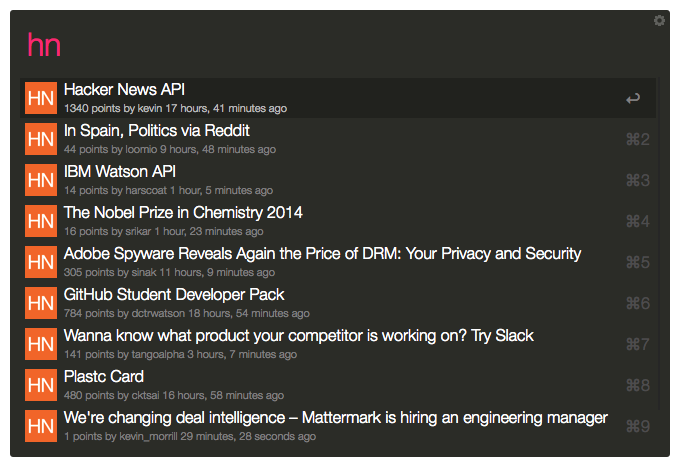 hn
HN
Hacker News API
1340 points by kevin 17 hours, 41 minutes ago
HN
In Spain, Politics via Reddit
44 points by loomio 9 hours, 48 minutes ago
⌘2
HN
IBM Watson API
14 points by harscoat 1 hour, 5 minutes ago
⌘3
HN
The Nobel Prize in Chemistry 2014
16 points by srikar 1 hour, 23 minutes ago
⌘4
HN
Adobe Spyware Reveals Again the Price of DRM: Your Privacy and Security
305 points by sinak 11 hours, 9 minutes ago
⌘5
HN
GitHub Student Developer Pack
784 points by dctrwatson 18 hours, 54 minutes ago
⌘6
HN
Wanna know what product your competitor is working on? Try Slack
141 points by tangoalpha 3 hours, 7 minutes ago
⌘7
HN
Plastc Card
480 points by cktsai 16 hours, 58 minutes ago
⌘8
HN
We're changing deal intelligence – Mattermark is hiring an engineering manager
1 points by kevin_morrill 29 minutes, 28 seconds ago
⌘9